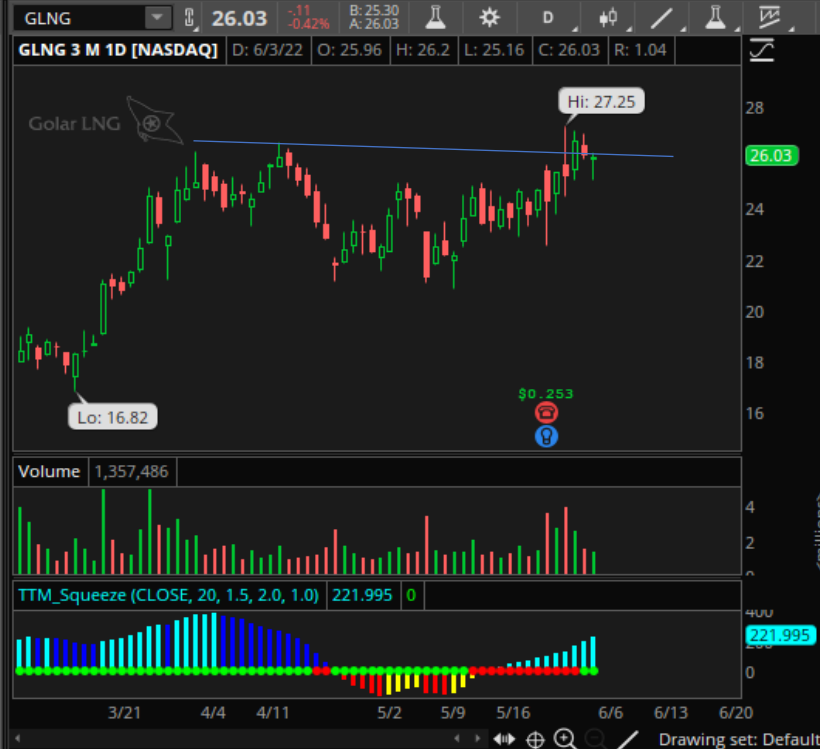 GLNG 26.03 -.11 B: 25.30 D
-0.42% A: 26.03
GLNG 3 M 1D [NASDAQ] D: 6/3/22 O: 25.96 H: 26.2 L: 25.16 C: 26.03 R: 1.04
Hi: 27.25
28
Golar LNG
26.03
24
22
20
18
$0.253
16
Lo: 16.82
Volume 1,357,486
4
2
0
TTM_Squeeze (CLOSE, 20, 1.5, 2.0, 1.0) 221.995 0
400
221.995
0
3/21 4/4 4/11 5/2 5/9 5/16 6/6 6/13 6/20
Drawing set: Default